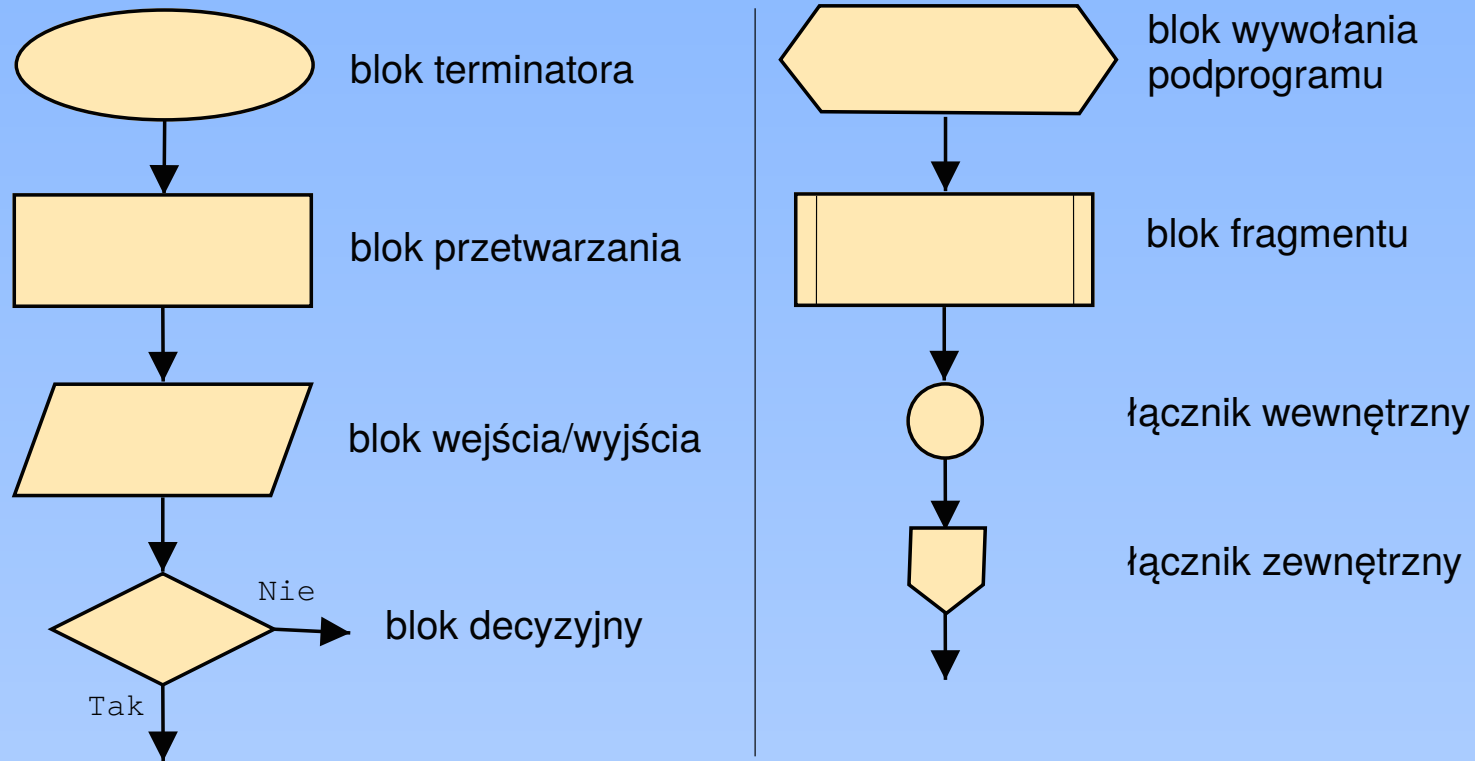 blok terminatora
blok przetwarzania
blok wejścia/wyjścia
Nie
blok decyzyjny
Tak
blok wywołania
podprogramu
blok fragmentu
łącznik wewnętrzny
łącznik zewnętrzny